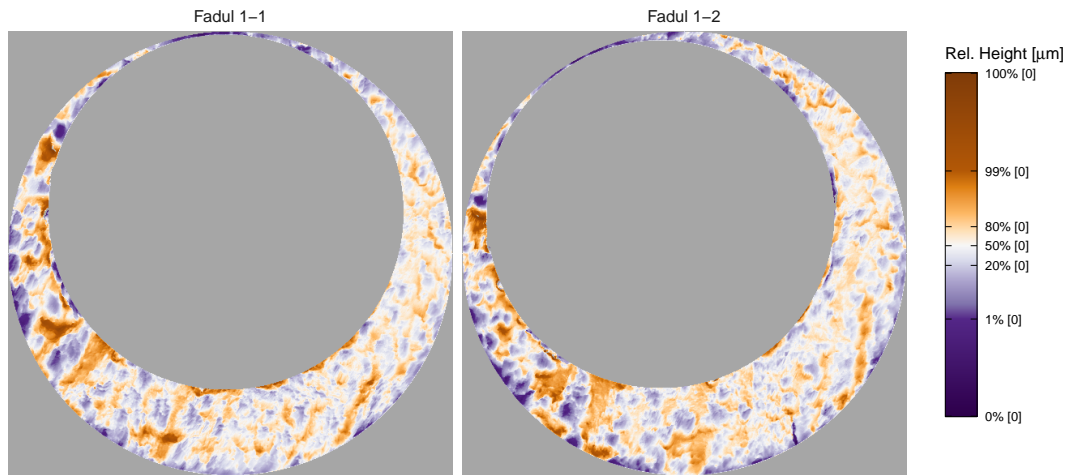 Fadul 1−1
Fadul 1−2
Rel. Height [µm]
100% [0]
99% [0]
80% [0]
50% [0]
20% [0]
1% [0]
0% [0]